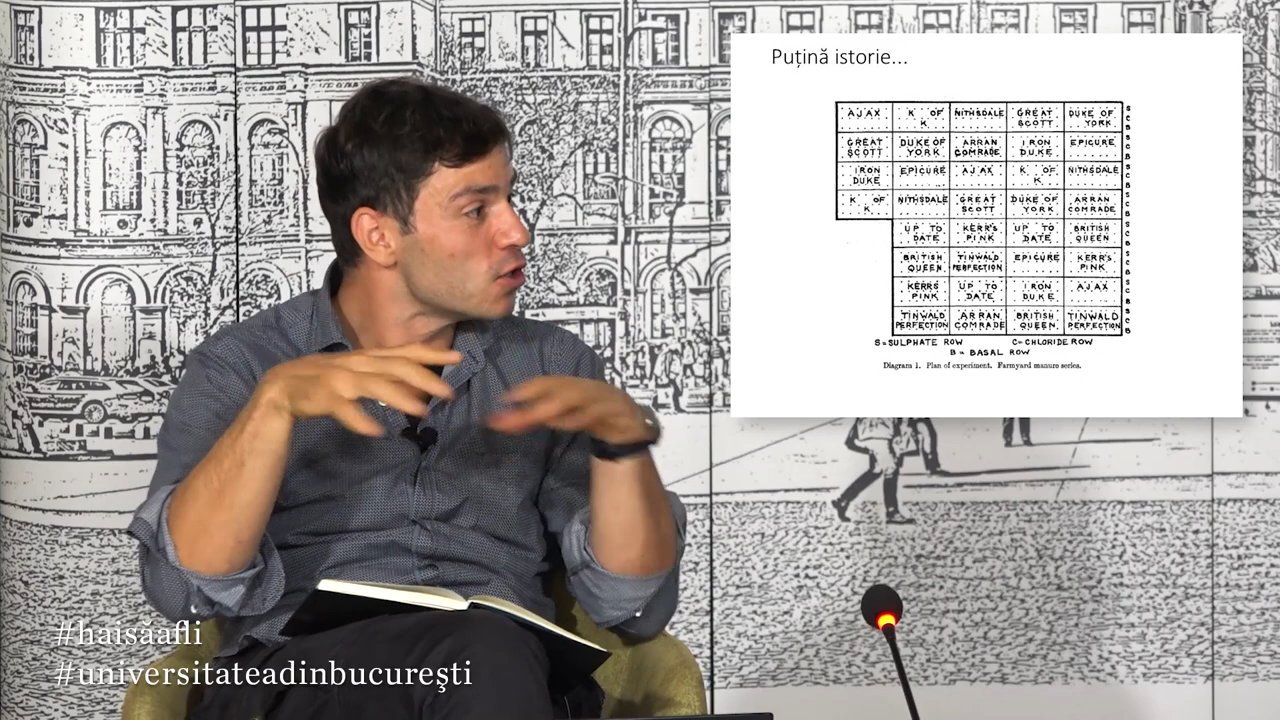 Puțină istorie...
AJAX K OF K NITHSDALE GREAT SCOTT DUKE OF YORK
GREAT SCOTT DUKE OF YORK ARRAN COMRADE IRON DUKE EPICURE
IRON DUKE EPICURE AJAX K OF K NITHSDALE
K OF K NITHSDALE GREAT SCOTT DUKE OF YORK ARRAN COMRADE
UP TO DATE KERR'S PINK UP TO DATE BRITISH QUEEN
BRITISH QUEEN TINWALD PERFECTION EPICURE KERR'S PINK
KERRS PINK UP TO DATE IRON DUKE AJAX
TINWALD PERFECTION ARRAN COMRADE BRITISH QUEEN TINWALD PERFECTION
S=SULPHATE ROW C=CHLORIDE ROW
B= BASAL ROW
Diagram 1. Plan of experiment. Farmyard manure series.
#haisăafli
#universitateadinbucureşti